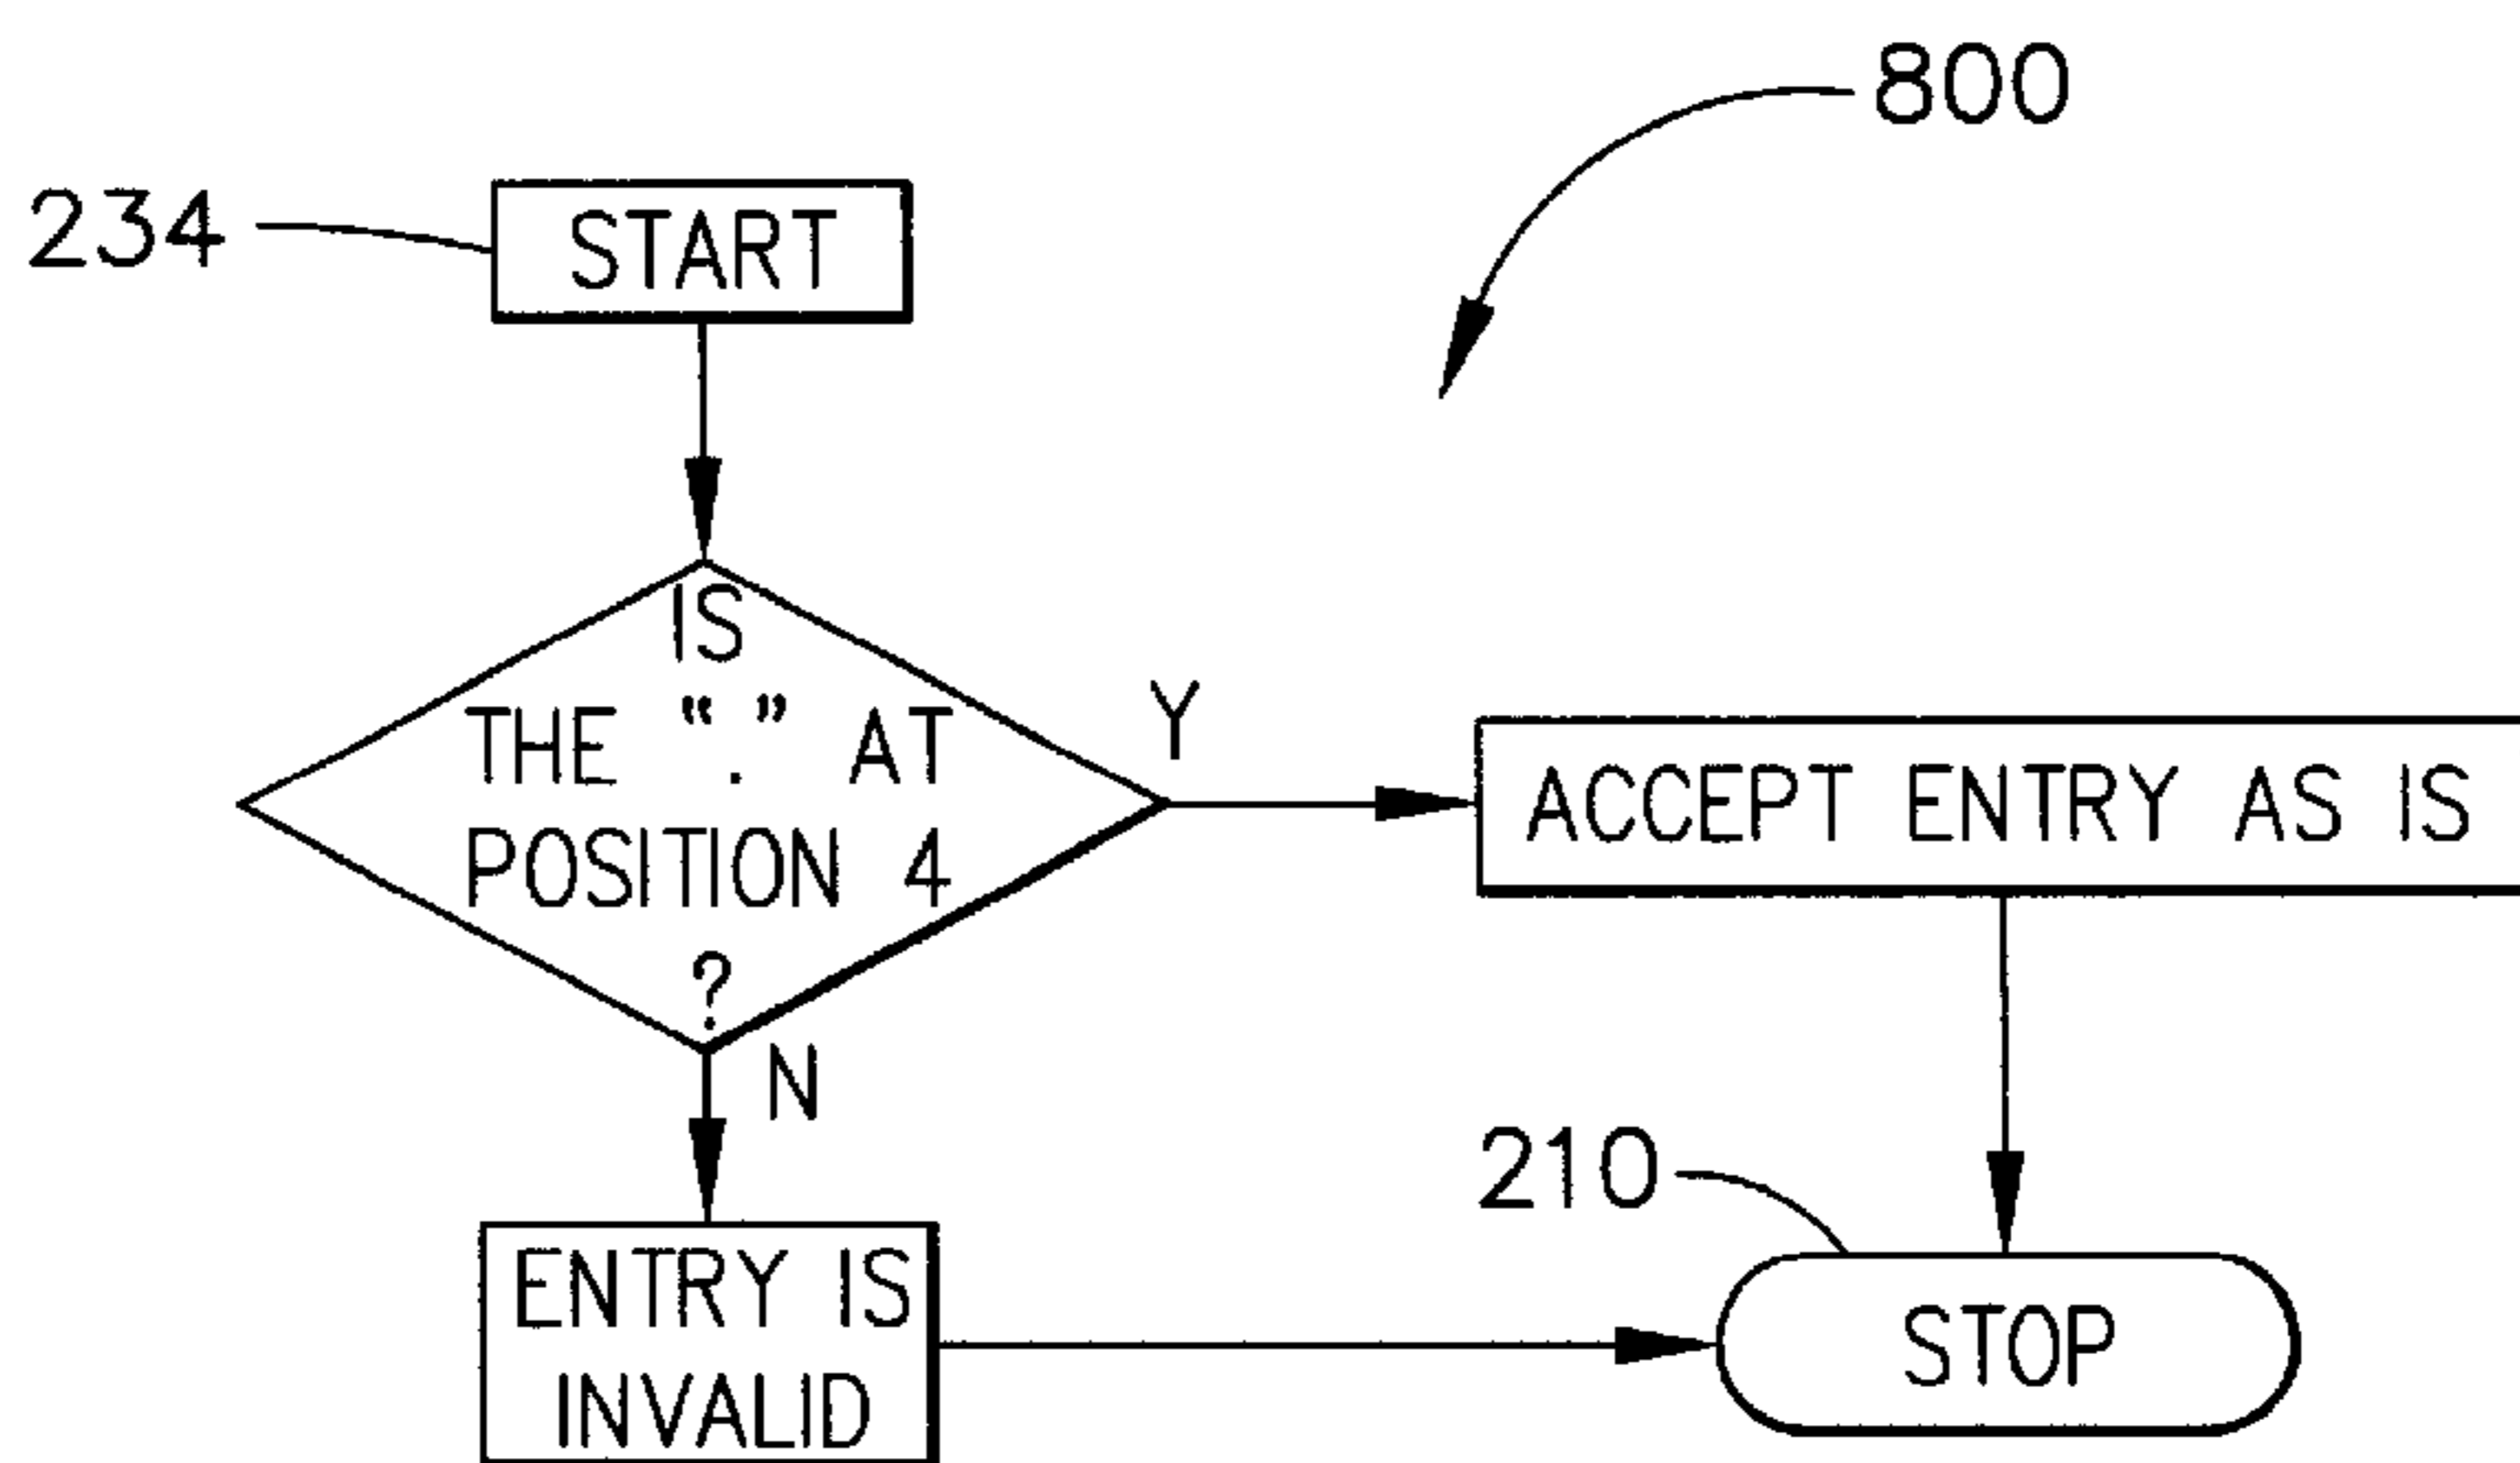 800
234
START
IS
THE “.” AT
POSITION 4
?
Y
ACCEPT ENTRY AS IS
N
210
ENTRY IS
INVALID
STOP